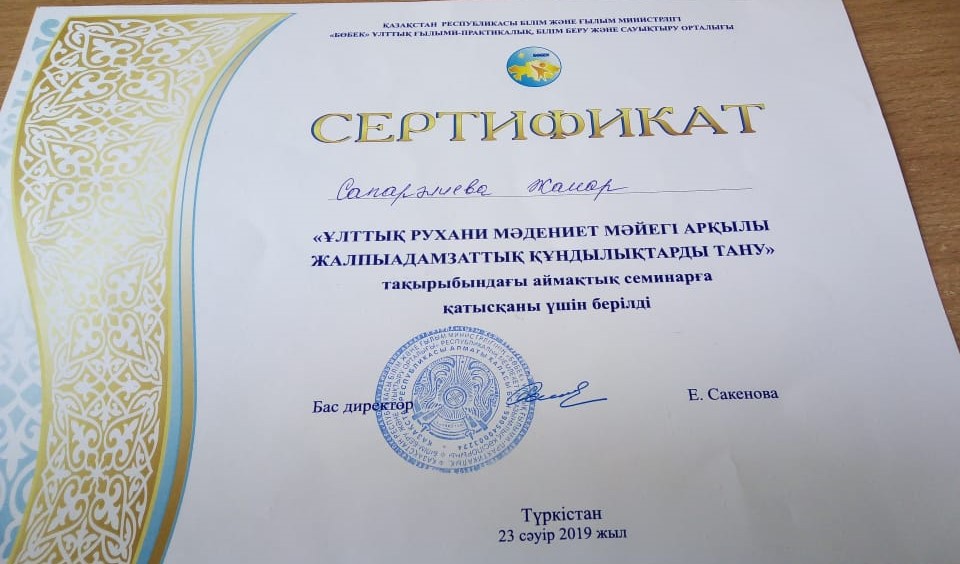 ҚАЗАҚСТАН РЕСПУБЛИКАСЫ БІЛІМ ЖӘНЕ ҒЫЛЫМ МИНИСТРЛІГІ
«БӨБЕК» ҰЛТТЫҚ ҒЫЛЫМИ-ПРАКТИКАЛЫҚ, БІЛІМ БЕРУ ЖӘНЕ САУЫҚТЫРУ ОРТАЛЫҒЫ
СЕРТИФИКАТ
Сапарәлиева Жанар
«ҰЛТТЫҚ РУХАНИ МӘДЕНИЕТ МӘЙЕГІ АРҚЫЛЫ
ЖАЛПЫАДАМЗАТТЫҚ ҚҰНДЫЛЫҚТАРДЫ ТАНУ»
тақырыбындағы аймақтық семинарға
қатысқаны үшін берілді
Бас директор
Е. Сакенова
Түркістан
23 сәуір 2019 жыл